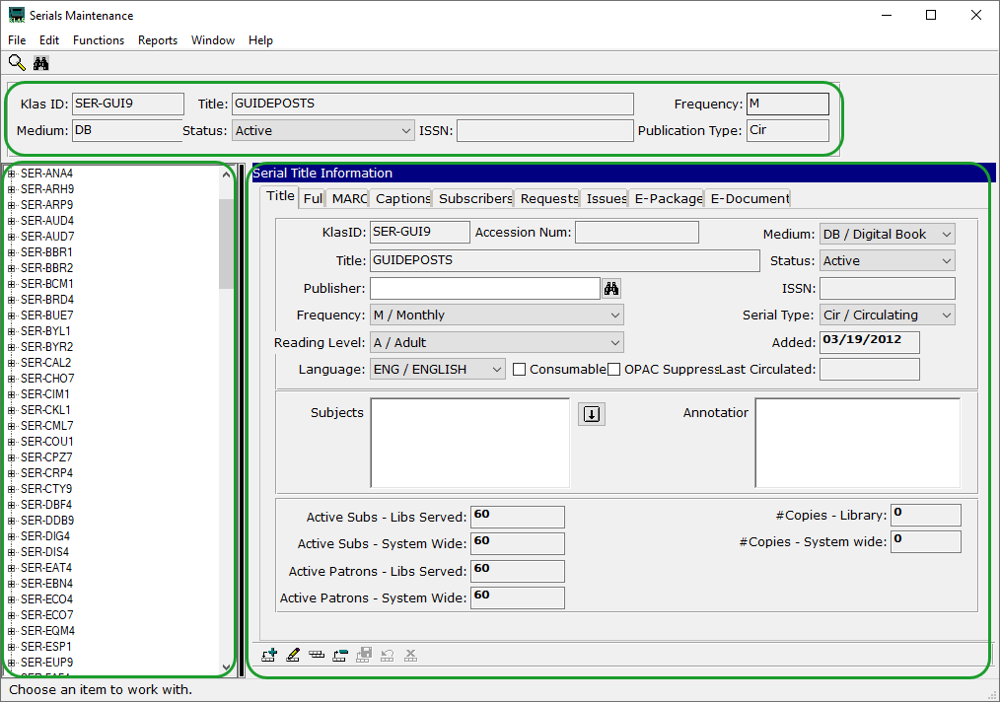 KLAS Serials Maintenance
File Edit Functions Reports Window Help
Klas ID: SER-GUI9 Title: GUIDEPOSTS Frequency: M
Medium: DB Status: Active ISSN: Publication Type: Cir
SER-ANA4
SER-ARH9
SER-ARP9
SER-AUD4
SER-AUD7
SER-BBR1
SER-BBR2
SER-BCM1
SER-BRD4
SER-BUE7
SER-BYL1
SER-BYR2
SER-CAL2
SER-CHO7
SER-CIM1
SER-CKL1
SER-CML7
SER-COU1
SER-CPZ7
SER-CRP4
SER-CTY9
SER-DBF4
SER-DDB9
SER-DIG4
SER-DIS4
SER-EAT4
SER-EBN4
SER-ECO4
SER-ECO7
SER-EQM4
SER-ESP1
SER-EUP9
Serial Title Information
Title Ful MARC Captions Subscribers Requests Issues E-Package E-Document
KlasID: SER-GUI9 Accession Num: Medium: DB / Digital Book
Title: GUIDEPOSTS Status: Active
Publisher: ISSN:
Frequency: M / Monthly Serial Type: Cir / Circulating
Reading Level: A / Adult Added: 03/19/2012
Language: ENG / ENGLISH Consumable OPAC Suppress Last Circulated:
Subjects Annotatior
Active Subs - Libs Served: 60 #Copies - Library: 0
Active Subs - System Wide: 60 #Copies - System wide: 0
Active Patrons - Libs Served: 60
Active Patrons - System Wide: 60
Choose an item to work with.